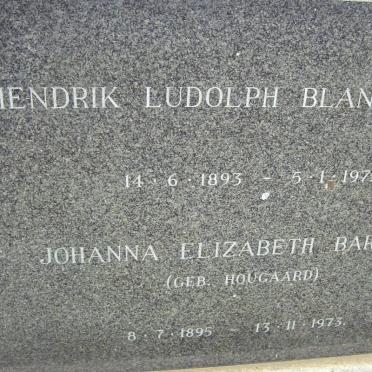 HENDRIK LUDOLPH BLAN
14 · 6 · 1893 – 5 · 1 · 197
JOHANNA ELIZABETH BAR
(GEB. HOUGAARD)
8 · 7 · 1895 – 13 · 11 · 1973.